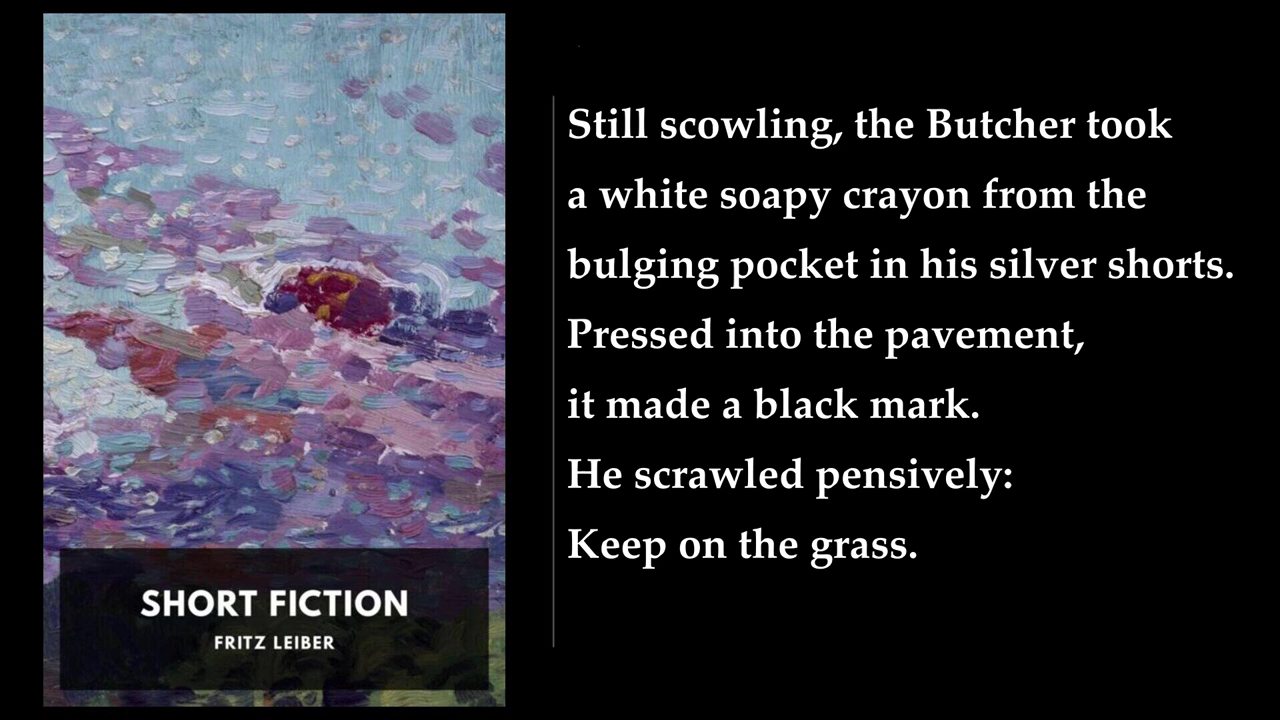 SHORT FICTION
FRITZ LEIBER
Still scowling, the Butcher took
a white soapy crayon from the
bulging pocket in his silver shorts.
Pressed into the pavement,
it made a black mark.
He scrawled pensively:
Keep on the grass.